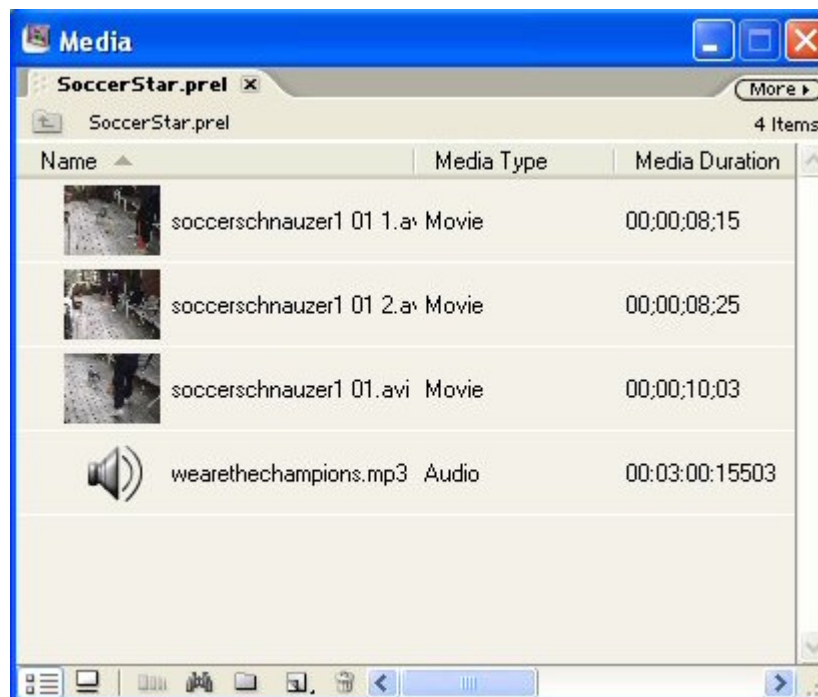 Media
SoccerStar.prel
More
SoccerStar.prel
4 Items
Name Media Type Media Duration
soccerschnauzer1 01 1.av Movie 00;00;08;15
soccerschnauzer1 01 2.av Movie 00;00;08;25
soccerschnauzer1 01.avi Movie 00;00;10;03
wearethechampions.mp3 Audio 00:03:00:15503